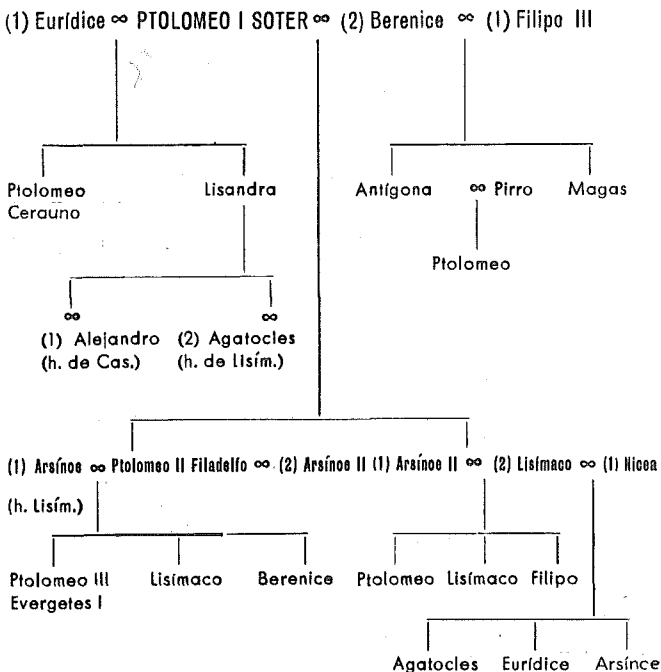 (1) Eurídice ∞ PTOLOMEO I SOTER ∞ (2) Berenice ∞ (1) Filipo III
Ptolomeo Lisandra Antígona ∞ Pirro Magas
Cerauno
Ptolomeo
∞ ∞
(1) Alejandro (2) Agatocles
(h. de Cas.) (h. de Lisím.)
(1) Arsínoe ∞ Ptolomeo II Filadelfo ∞ (2) Arsínoe II (1) Arsínoe II ∞ (2) Lisímaco ∞ (1) Nicea
(h. Lisím.)
Ptolomeo III Lisímaco Berenice Ptolomeo Lisímaco Filipo
Evergetes I
Agatocles Eurídice Arsínce